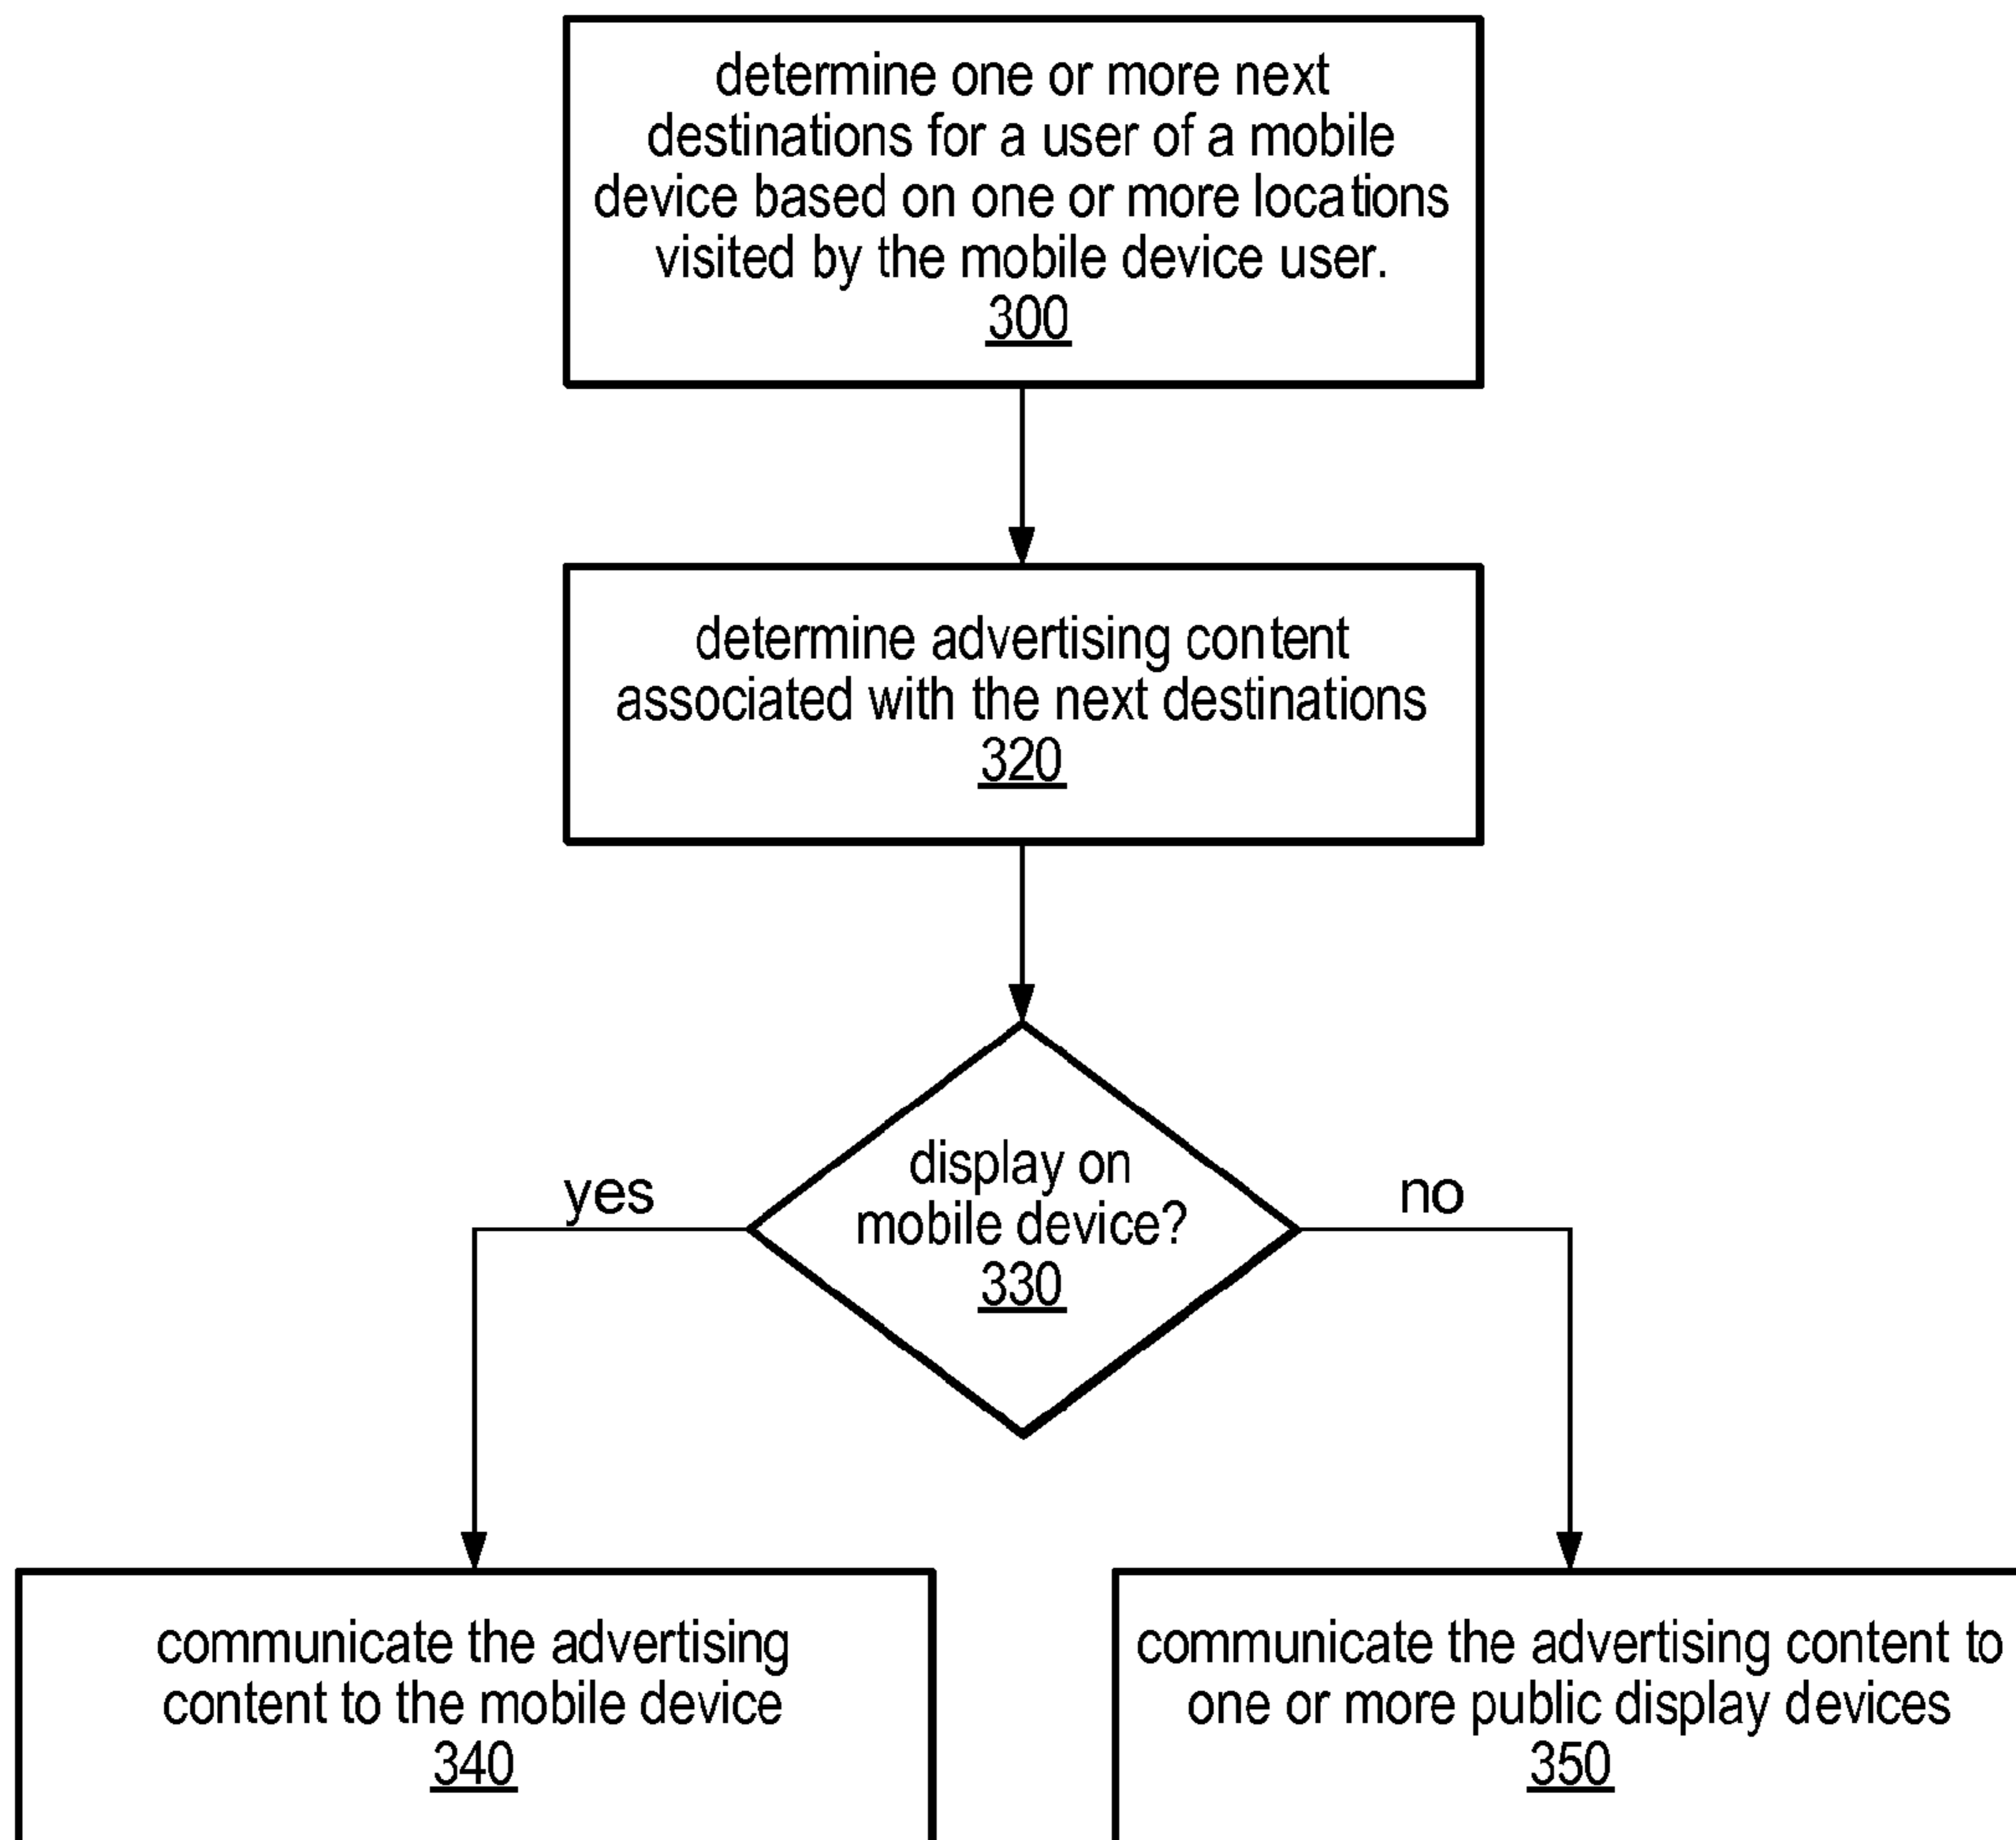 determine one or more next
destinations for a user of a mobile
device based on one or more locations
visited by the mobile device user.
300
determine advertising content
associated with the next destinations
320
display on
mobile device?
330
yes
no
communicate the advertising
content to the mobile device
340
communicate the advertising content to
one or more public display devices
350